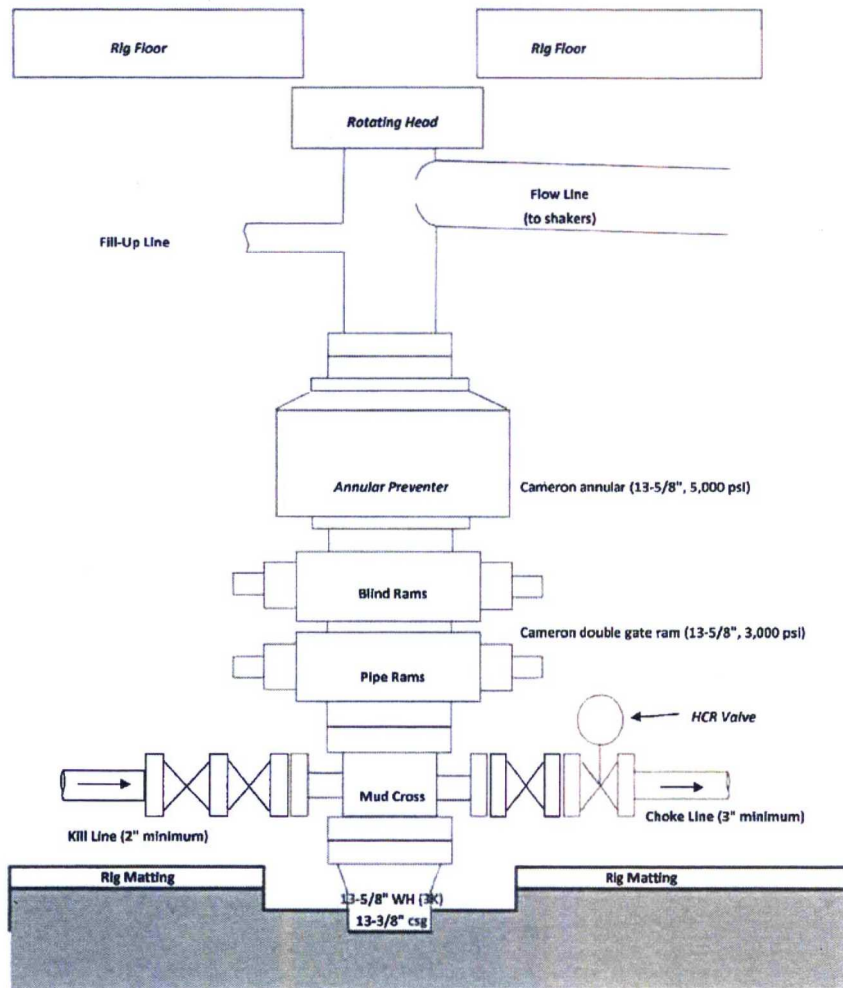 Rig Floor
Rig Floor
Rotating Head
Flow Line
(to shakers)
Fill-Up Line
Annular Preventer
Cameron annular (13-5/8", 5,000 psi)
Blind Rams
Cameron double gate ram (13-5/8", 3,000 psi)
Pipe Rams
HCR Valve
Mud Cross
Kill Line (2" minimum)
Choke Line (3" minimum)
Rig Matting
Rig Matting
13-5/8" WH (3K)
13-3/8" csg